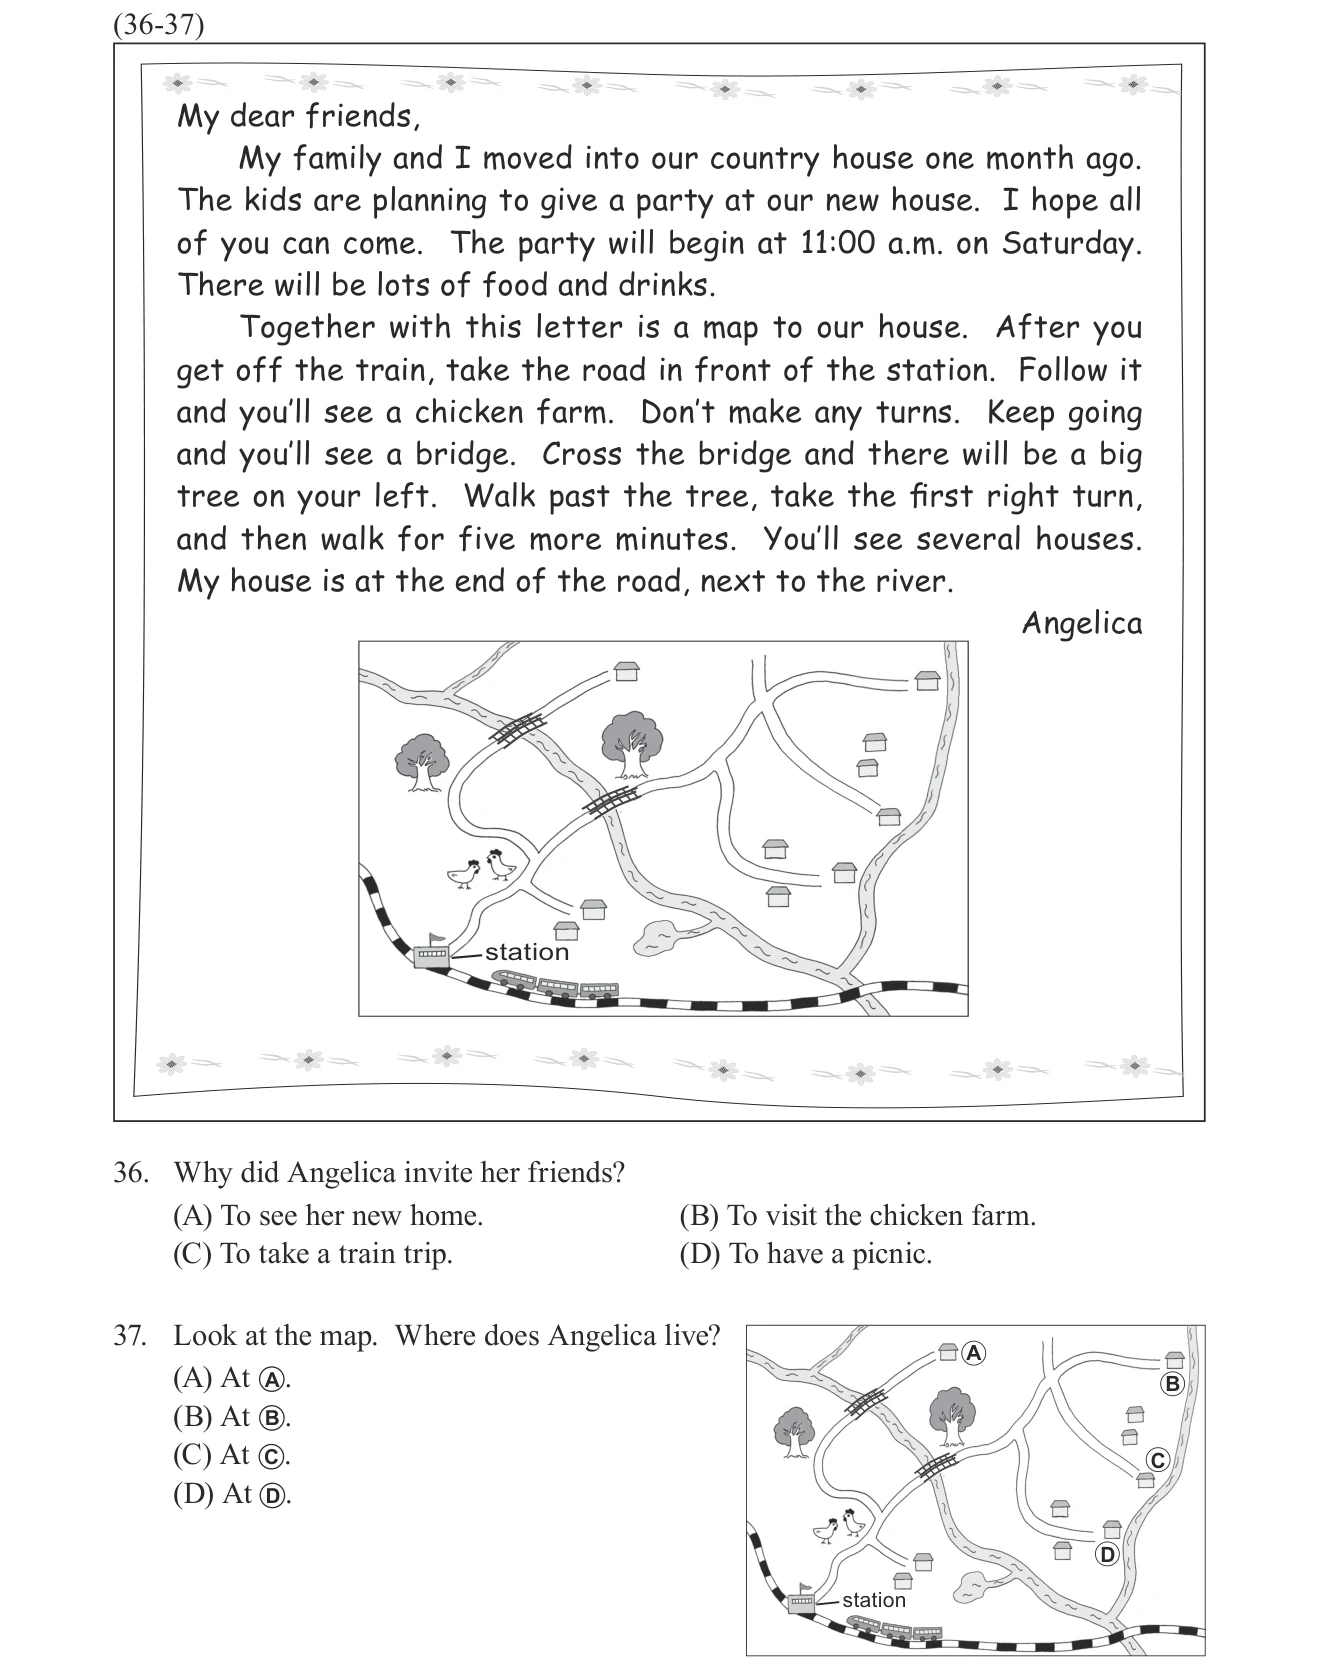 (36-37)
My dear friends,
My family and I moved into our country house one month ago.
The kids are planning to give a party at our new house. I hope all
of you can come. The party will begin at 11:00 a.m. on Saturday.
There will be lots of food and drinks.
Together with this letter is a map to our house. After you
get off the train, take the road in front of the station. Follow it
and you'll see a chicken farm. Don't make any turns. Keep going
and you'll see a bridge. Cross the bridge and there will be a big
tree on your left. Walk past the tree, take the first right turn,
and then walk for five more minutes. You'll see several houses.
My house is at the end of the road, next to the river.
Angelica
station
36. Why did Angelica invite her friends?
(A) To see her new home. (B) To visit the chicken farm.
(C) To take a train trip. (D) To have a picnic.
37. Look at the map. Where does Angelica live?
(A) At Ⓐ.
(B) At Ⓑ.
(C) At Ⓒ.
(D) At Ⓓ.
Ⓐ
Ⓑ
Ⓒ
Ⓓ
station